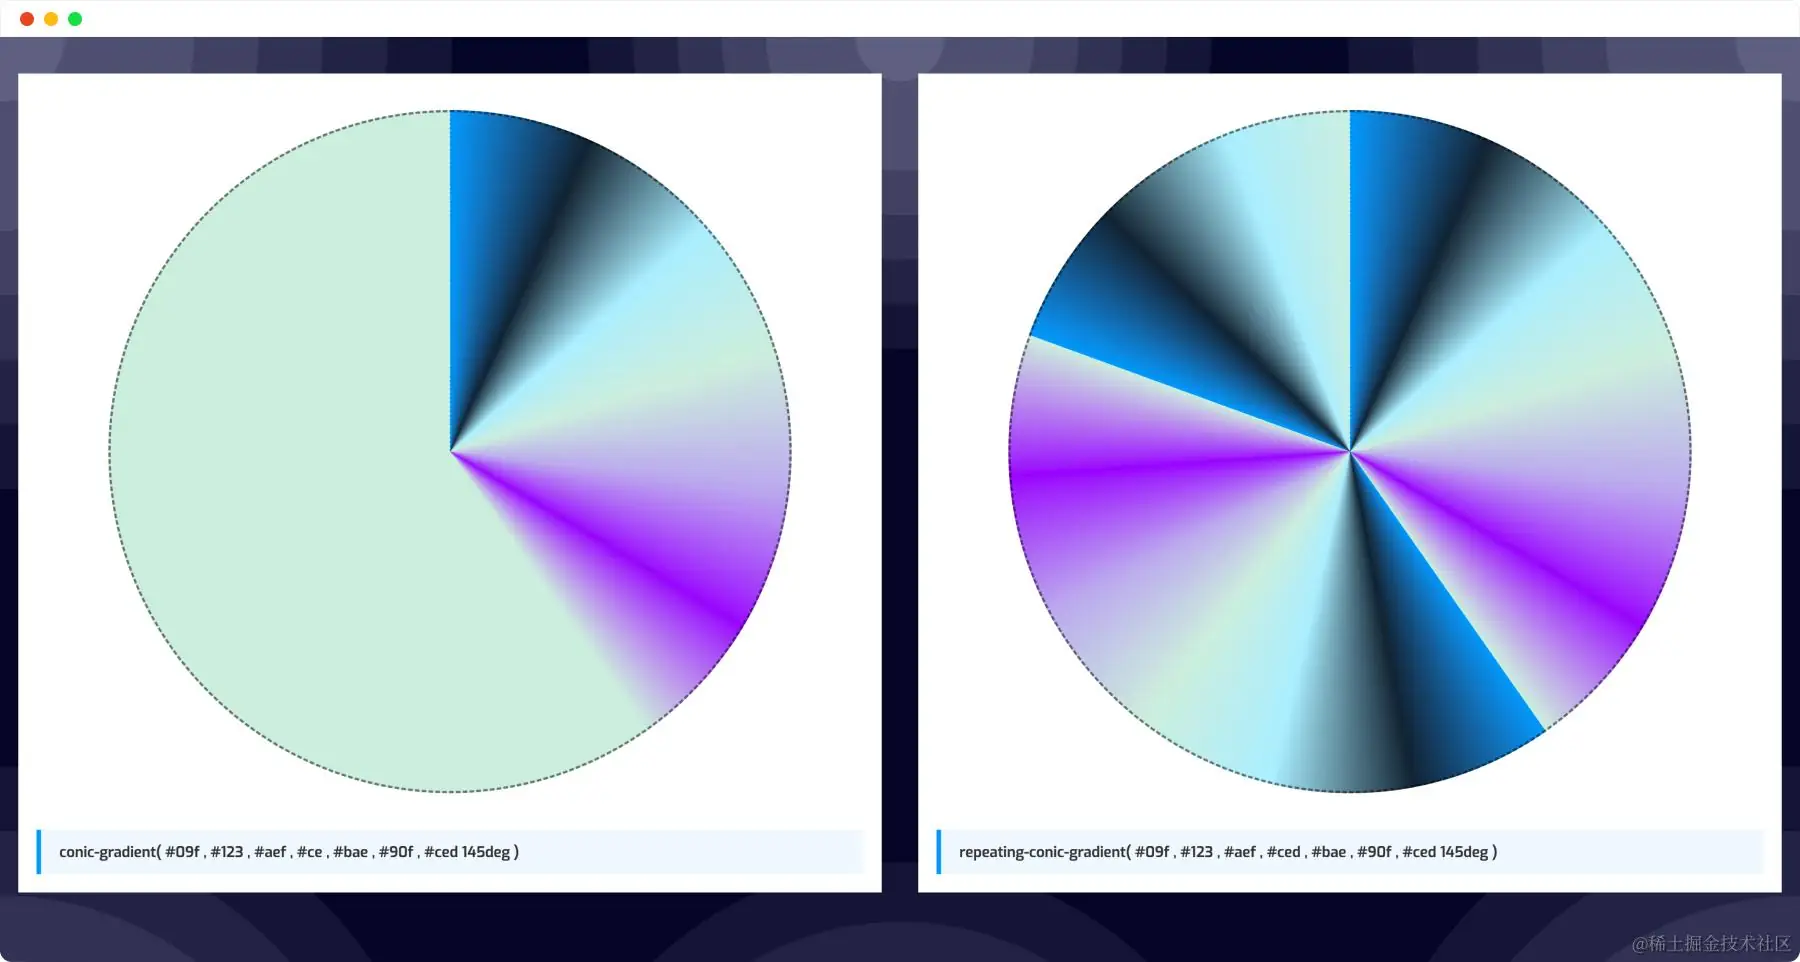 conic-gradient( #09f , #123 , #aef , #ce , #bae , #90f , #ced 145deg )
repeating-conic-gradient( #09f , #123 , #aef , #ced , #bae , #90f , #ced 145deg )
@稀土掘金技术社区